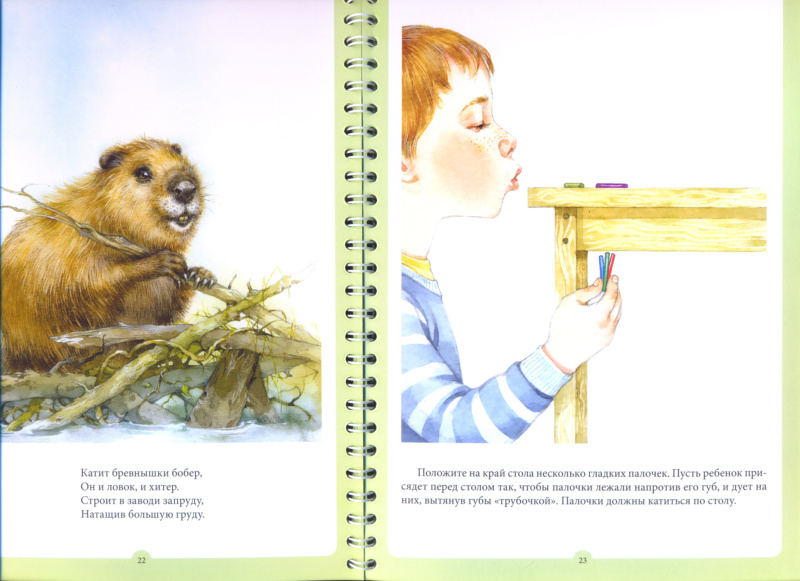 Катит бревнышки бобер,
Он и ловок, и хитер.
Строит в заводи запруду,
Натащив большую груду.
22
Положите на край стола несколько гладких палочек. Пусть ребенок при-
сядет перед столом так, чтобы палочки лежали напротив его губ, и дует на
них, вытянув губы «трубочкой». Палочки должны катиться по столу.
23